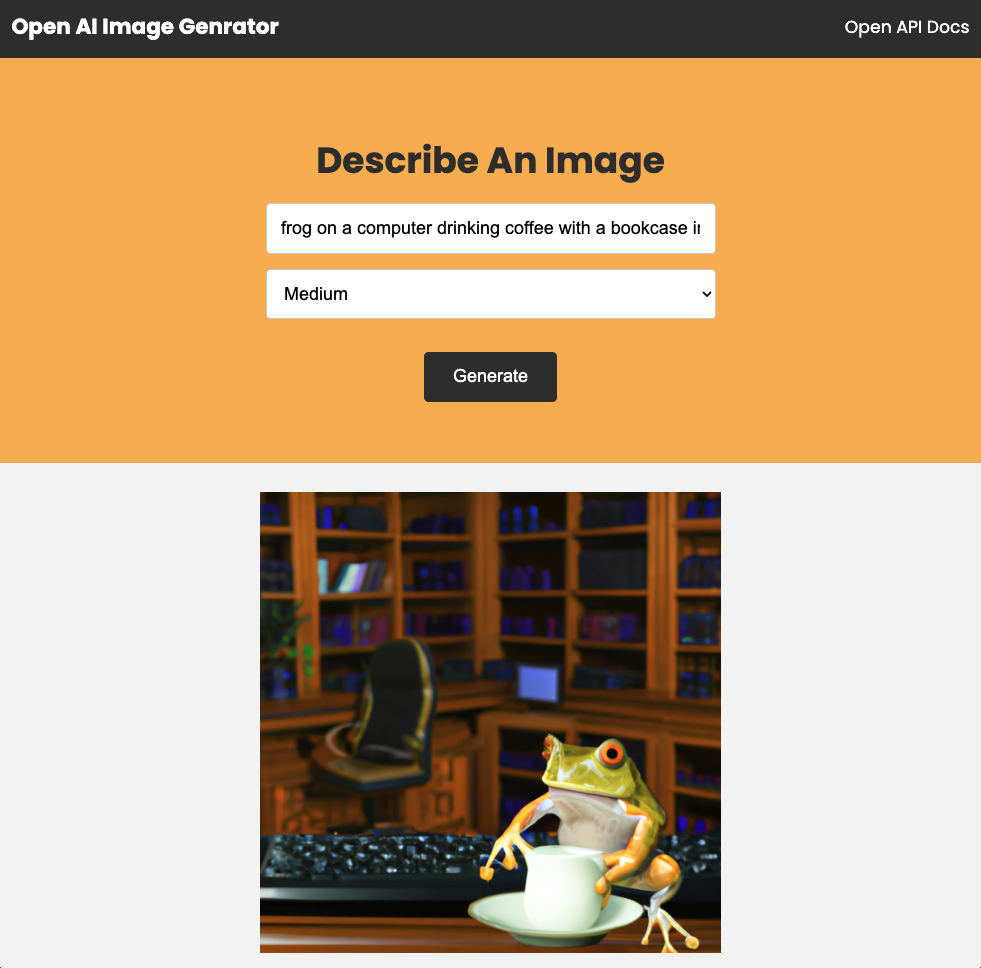 Open AI Image Genrator
Open API Docs
Describe An Image
frog on a computer drinking coffee with a bookcase
Medium
Generate